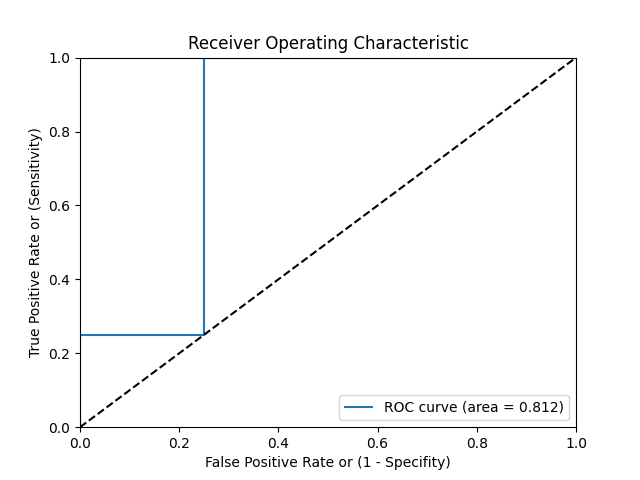 Receiver Operating Characteristic
1.0
0.8
0.6
0.4
0.2
0.0
True Positive Rate or (Sensitivity)
ROC curve (area = 0.812)
0.0 0.2 0.4 0.6 0.8 1.0
False Positive Rate or (1 - Specifity)